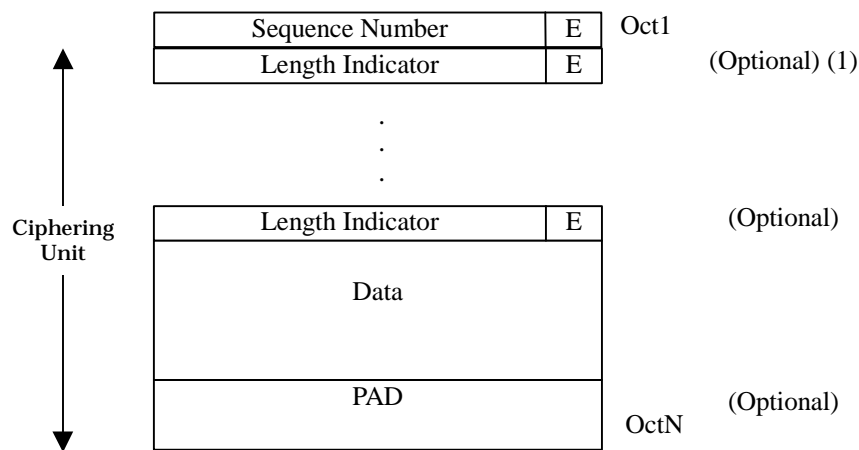 Sequence Number E Oct1
Length Indicator E (Optional) (1)
.
.
.
Length Indicator E (Optional)
Ciphering
Unit
Data
PAD (Optional)
OctN